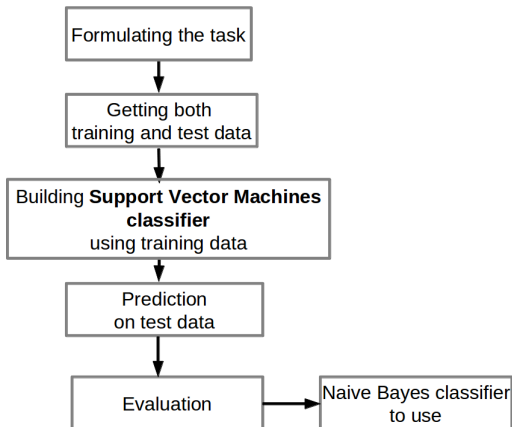 Formulating the task
Getting both
training and test data
Building Support Vector Machines
classifier
using training data
Prediction
on test data
Evaluation
Naive Bayes classifier
to use